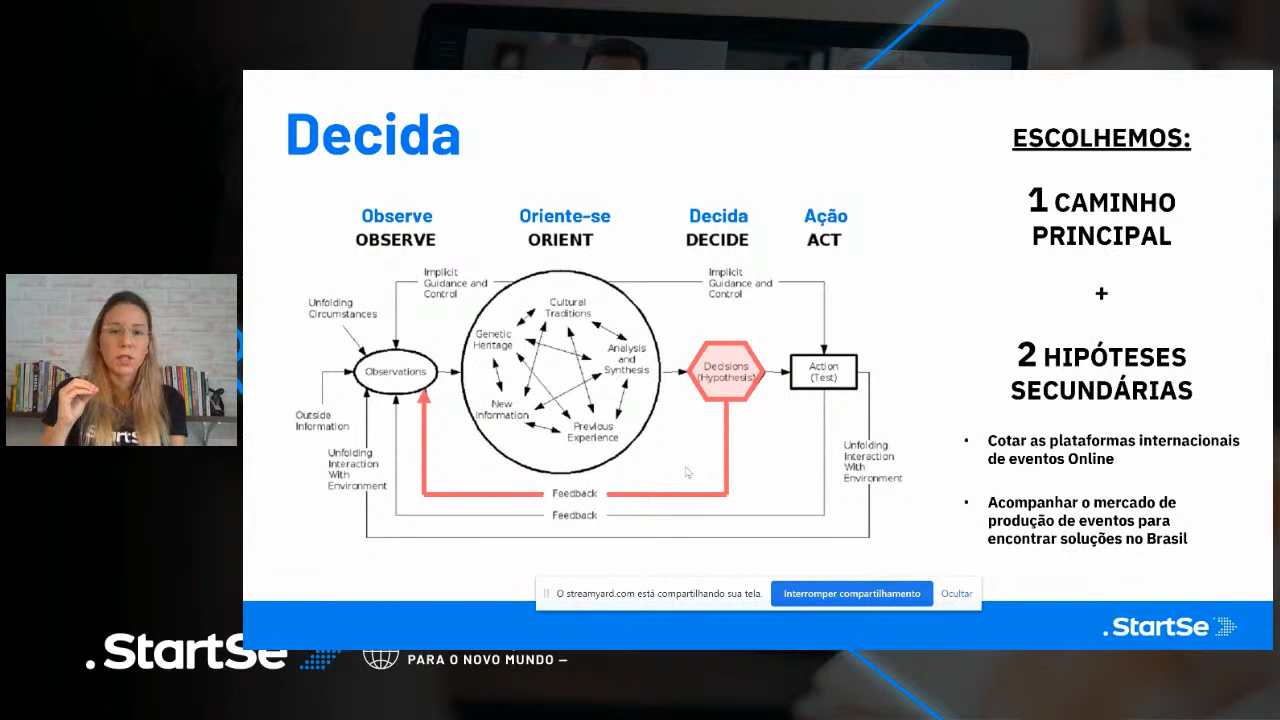 Decida
Observe
OBSERVE
Oriente-se
ORIENT
Decida
DECIDE
Ação
ACT
Implicit
Guidance and
Control
Implicit
Guidance and
Control
Unfolding
Circumstances
Cultural
Traditions
Genetic
Heritage
Analysis
and
Synthesis
Observations
Decisions
(Hypothesis)
Action
(Test)
New
Information
Previous
Experience
Outside
Information
Unfolding
Interaction
With
Environment
Unfolding
Interaction
With
Environment
Feedback
Feedback
ESCOLHEMOS:
1 CAMINHO
PRINCIPAL
+
2 HIPÓTESES
SECUNDÁRIAS
• Cotar as plataformas internacionais
de eventos Online
• Acompanhar o mercado de
produção de eventos para
encontrar soluções no Brasil
O streamyard.com está compartilhando sua tela.
Interromper compartilhamento
Ocultar
.StartSe
.StartSe
PARA O NOVO MUNDO –